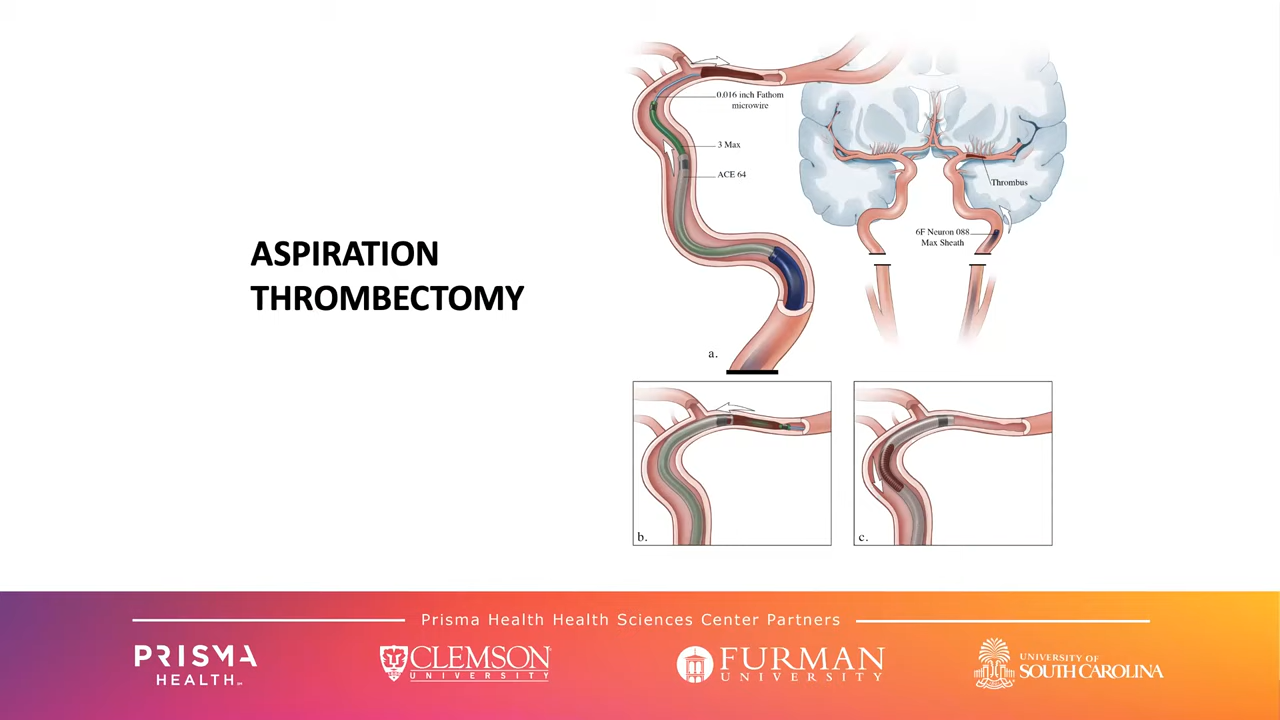 ASPIRATION
THROMBECTOMY
0.016 inch Fathom
microwire
3 Max
ACE 64
Thrombus
6F Neuron 088
Max Sheath
a.
b.
c.
Prisma Health Health Sciences Center Partners
PRISMA
HEALTH
CLEMSON
UNIVERSITY
FURMAN
UNIVERSITY
UNIVERSITY OF
SOUTH CAROLINA